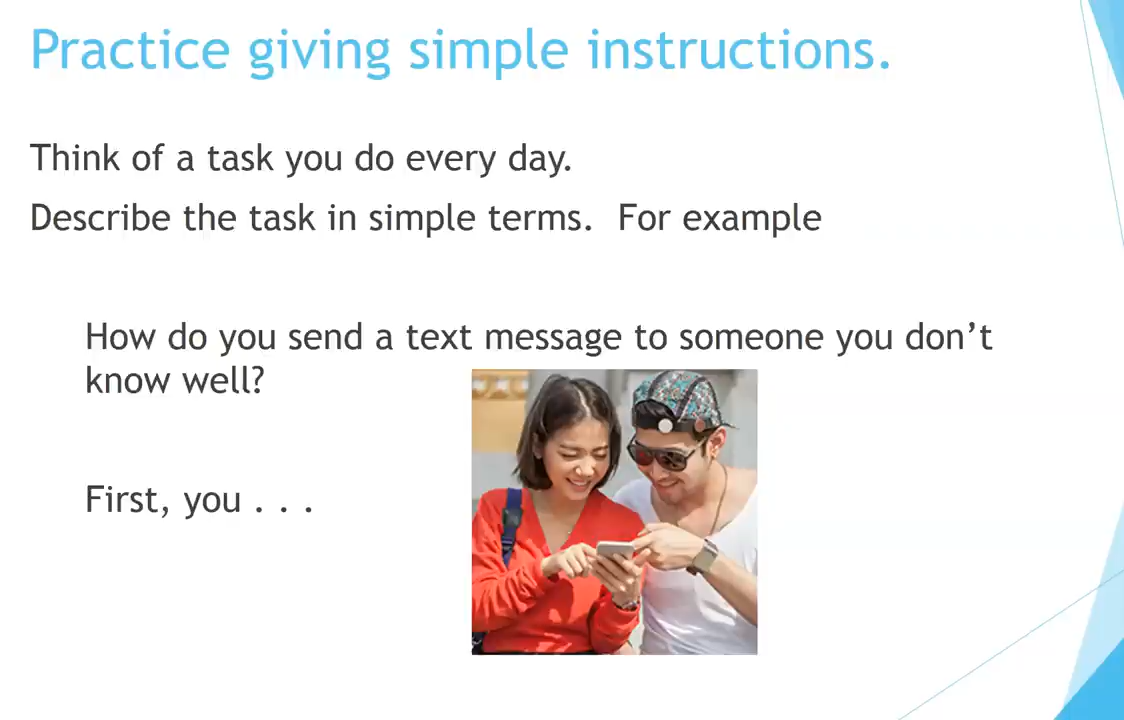 Practice giving simple instructions.
Think of a task you do every day.
Describe the task in simple terms.  For example
How do you send a text message to someone you don’t
know well?
First, you . . .